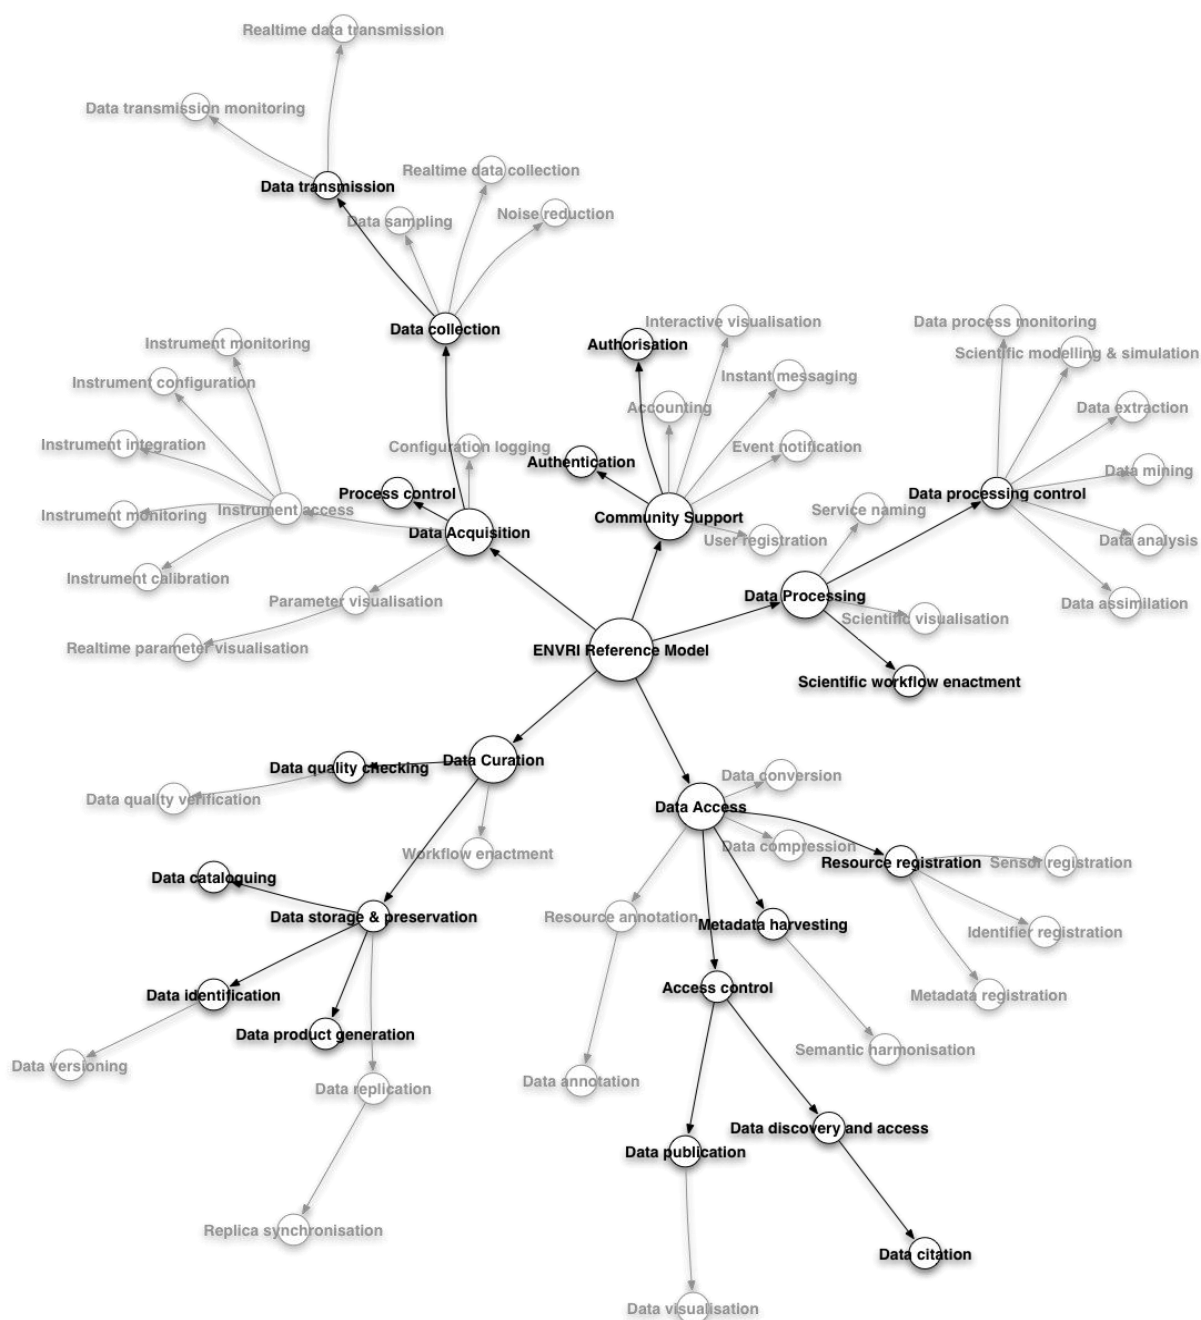 Realtime data transmission
Data transmission monitoring
Realtime data collection
Data transmission
Noise reduction
Data sampling
Interactive visualisation
Data process monitoring
Data collection
Instrument monitoring
Authorisation
Scientific modelling & simulation
Instant messaging
Instrument configuration
Accounting
Data extraction
Instrument integration
Configuration logging
Event notification
Authentication
Data mining
Process control
Data processing control
Instrument access
Service naming
Instrument monitoring
Community Support
Data Acquisition
User registration
Data analysis
Instrument calibration
Data Processing
Parameter visualisation
Data assimilation
Scientific visualisation
Realtime parameter visualisation
ENVRI Reference Model
Scientific workflow enactment
Data Curation
Data quality checking
Data conversion
Data quality verification
Data Access
Data compression
Workflow enactment
Resource registration
Sensor registration
Data cataloguing
Data storage & preservation
Resource annotation
Metadata harvesting
Identifier registration
Access control
Data identification
Metadata registration
Data product generation
Semantic harmonisation
Data versioning
Data annotation
Data replication
Data discovery and access
Data publication
Replica synchronisation
Data citation
Data visualisation